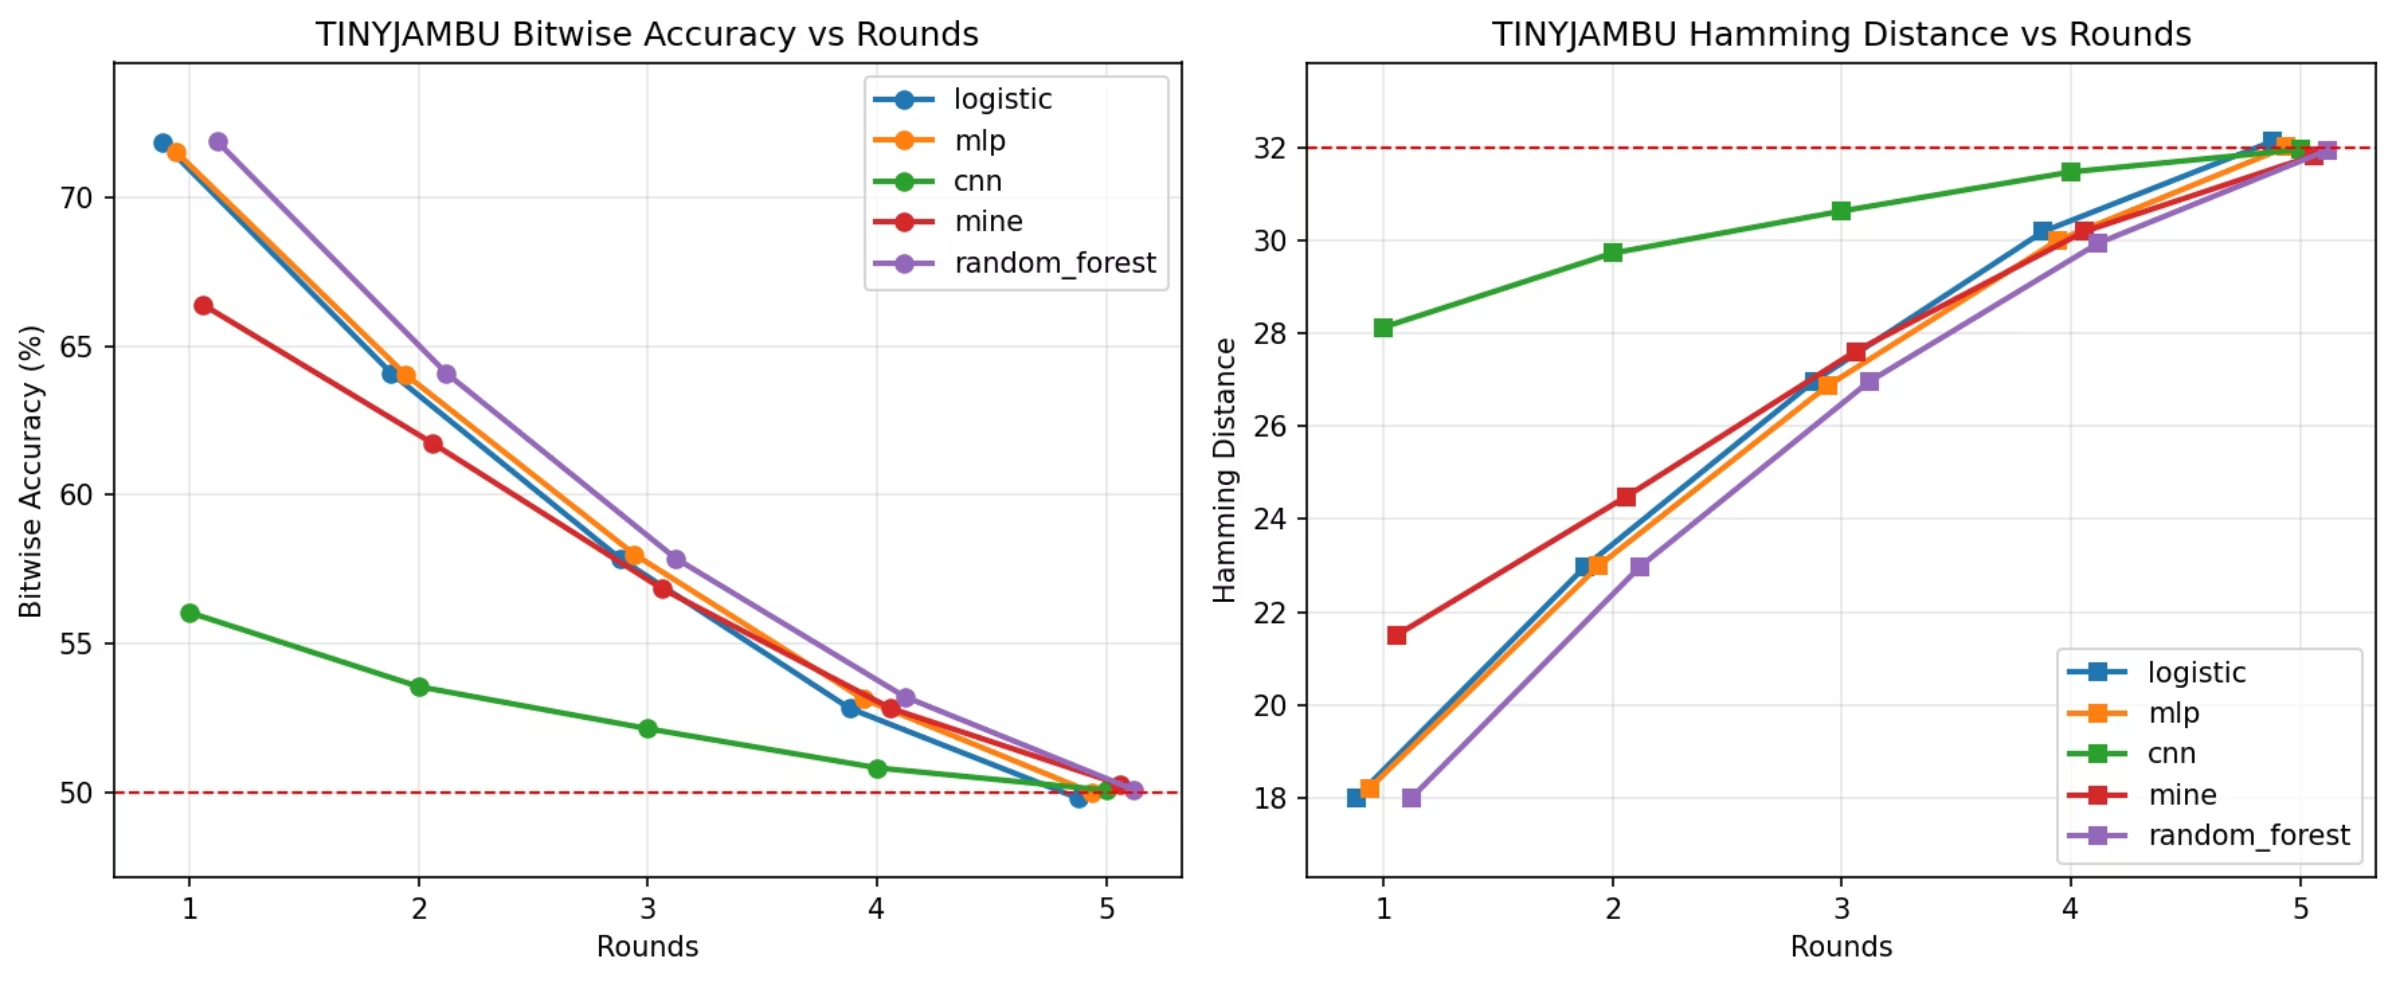 TINYJAMBU Bitwise Accuracy vs Rounds
Bitwise Accuracy (%)
70
65
60
55
50
1 2 3 4 5
Rounds
logistic
mlp
cnn
mine
random_forest
TINYJAMBU Hamming Distance vs Rounds
Hamming Distance
32
30
28
26
24
22
20
18
1 2 3 4 5
Rounds
logistic
mlp
cnn
mine
random_forest